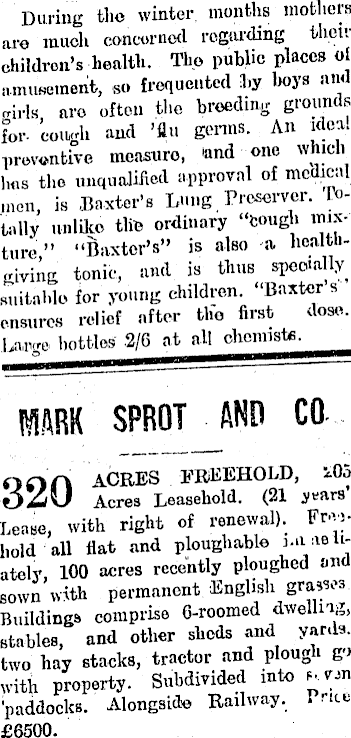 During the winter months mothers
are much concerned regarding their
children's health. The public places of
amusement, so frequented by boys and
girls, are often the breeding grounds
for cough and 'flu germs. An ideal
preventive measure, and one which
has the unqualified approval of medical
men, is Baxter's Lung Preserver. To-
tally unlike the ordinary "cough mix-
ture," "Baxter's" is also a health-
giving tonic, and is thus specially
suitable for young children. "Baxter's"
ensures relief after the first dose.
Large bottles 2/6 at all chemists.
MARK SPROT AND CO.
320 ACRES FREEHOLD, 205
Acres Leasehold. (21 years'
Lease, with right of renewal). Free-
hold all flat and ploughable immedi-
ately, 100 acres recently ploughed and
sown with permanent English grasses
Buildings comprise 6-roomed dwelling,
stables, and other sheds and yards.
two hay stacks, tractor and plough go
with property. Subdivided into seven
paddocks. Alongside Railway. Price
£6500.